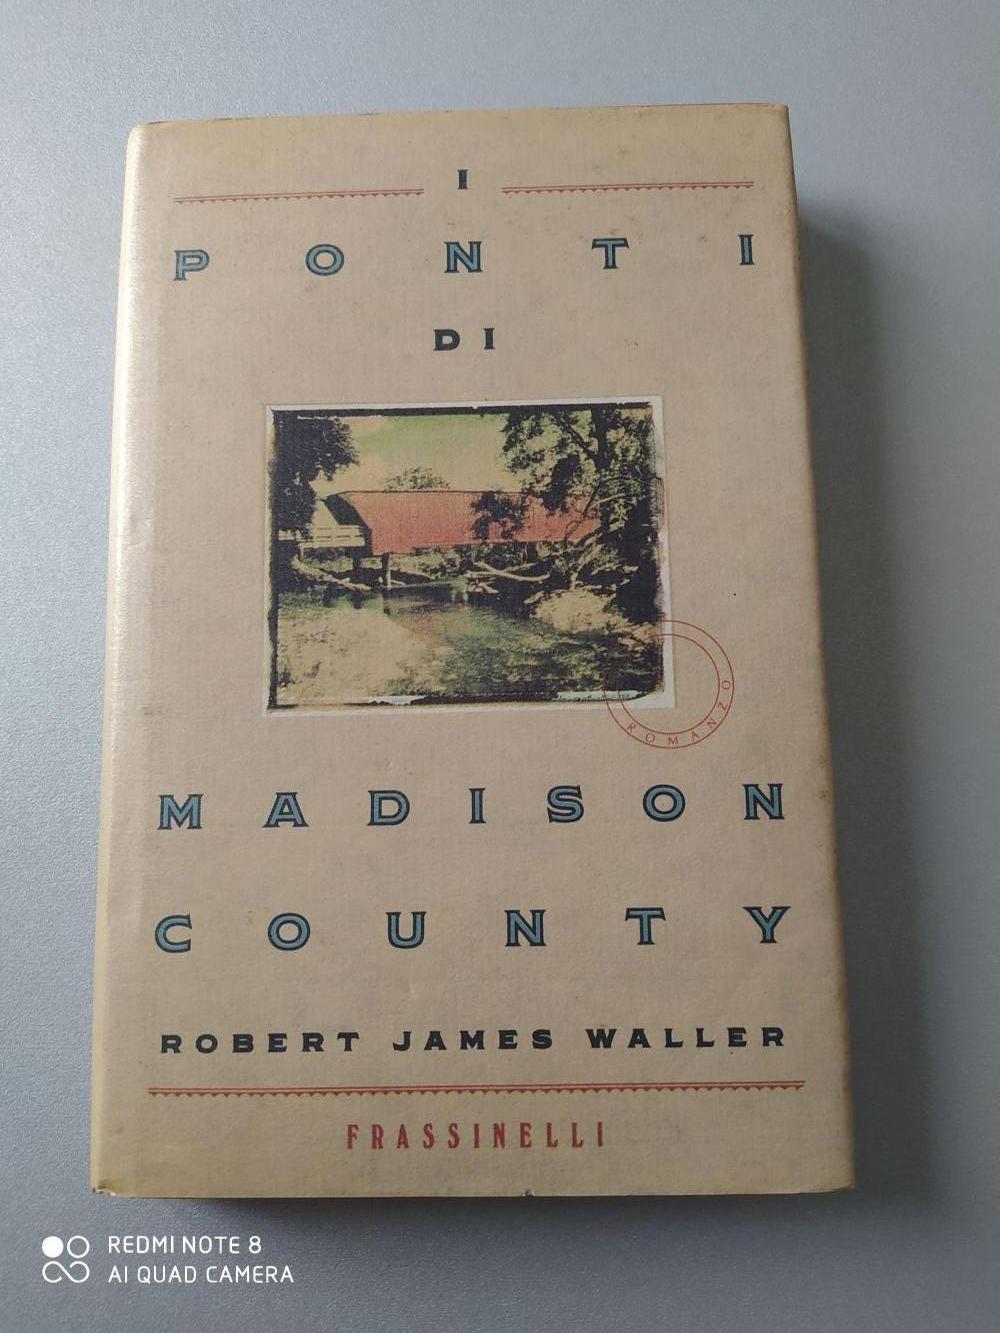 I
PONTI
DI
ROMANZO
MADISON
COUNTY
ROBERT JAMES WALLER
FRASSINELLI
REDMI NOTE 8
AI QUAD CAMERA